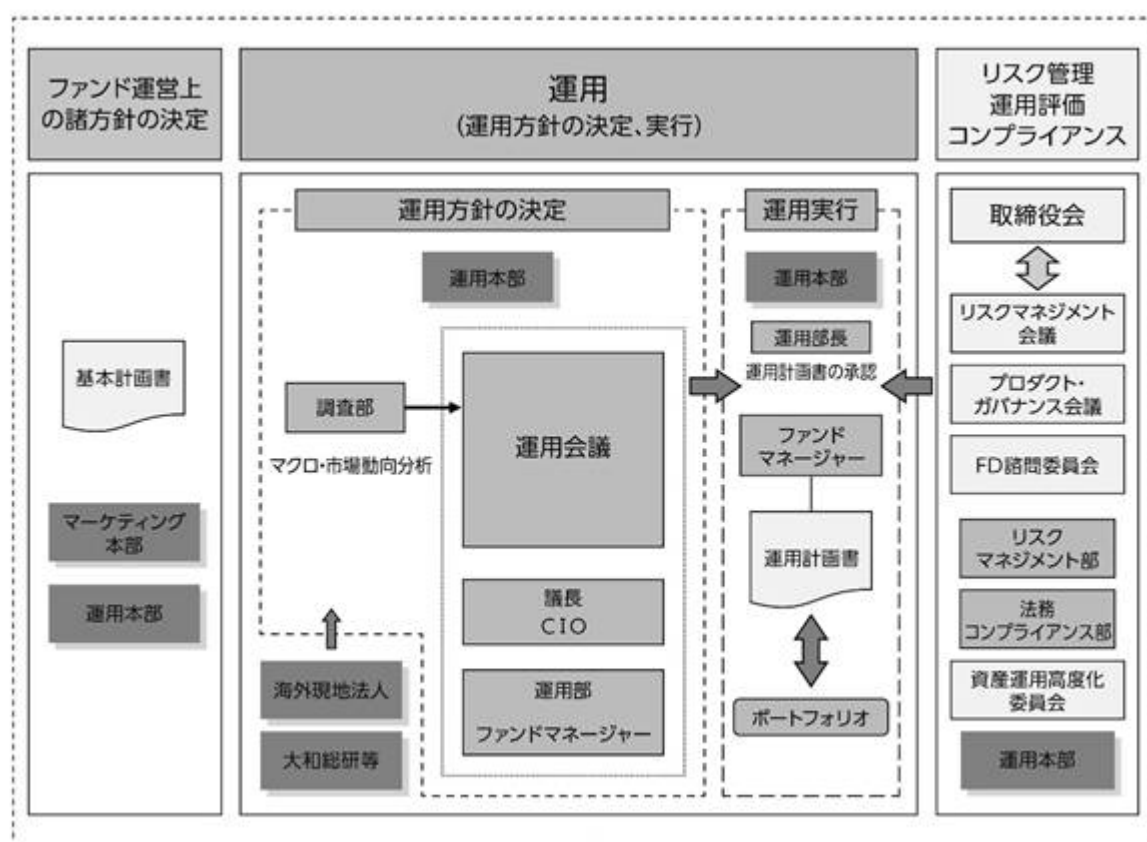 ファンド運営上
の諸方針の決定
運用
(運用方針の決定、実行)
リスク管理
運用評価
コンプライアンス
基本計画書
マーケティング
本部
運用本部
運用方針の決定
運用本部
調査部
マクロ・市場動向分析
運用会議
議長
CIO
運用部
ファンドマネージャー
海外現地法人
大和総研等
運用実行
運用本部
運用部長
運用計画書の承認
ファンド
マネージャー
運用計画書
ポートフォリオ
取締役会
リスクマネジメント
会議
プロダクト・
ガバナンス会議
FD諮問委員会
リスク
マネジメント部
法務
コンプライアンス部
資産運用高度化
委員会
運用本部